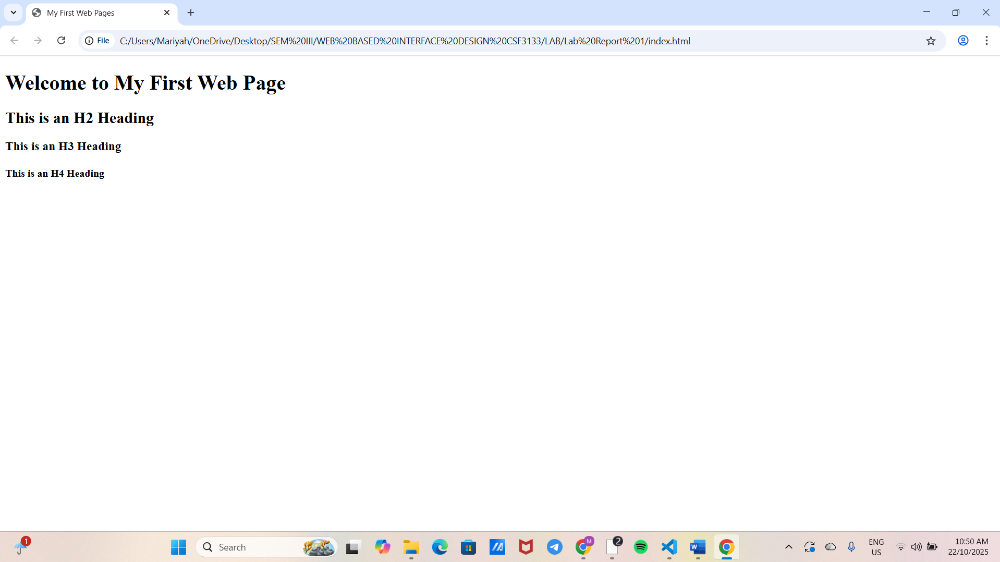 My First Web Pages
File
C:/Users/Mariyah/OneDrive/Desktop/SEM%20III/WEB%20BASED%20INTERFACE%20DESIGN%20CSF3133/LAB/Lab%20Report%201/index.html
Welcome to My First Web Page
This is an H2 Heading
This is an H3 Heading
This is an H4 Heading
1
Search
M
2
W
ENG
US
10:50 AM
22/10/2025